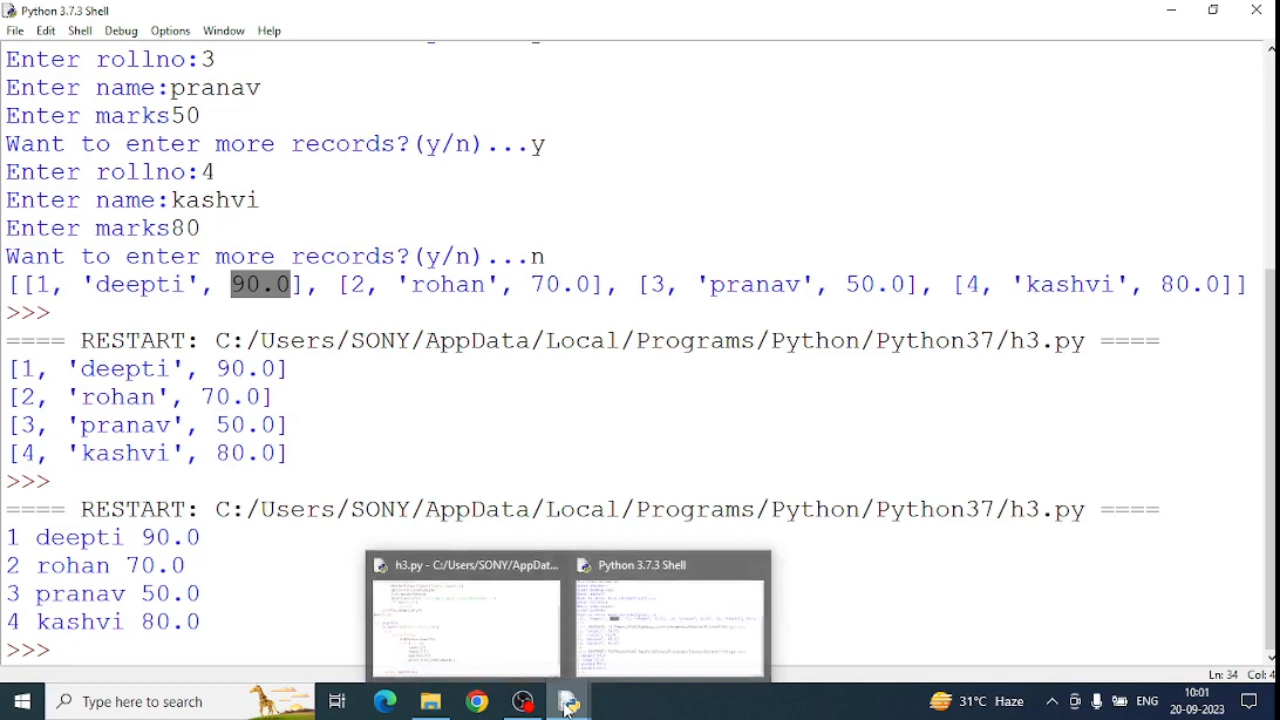 Python 3.7.3 Shell
File Edit Shell Debug Options Window Help
Enter rollno:3
Enter name:pranav
Enter marks50
Want to enter more records?(y/n)...y
Enter rollno:4
Enter name:kashvi
Enter marks80
Want to enter more records?(y/n)...n
[[1, 'deepti', 90.0], [2, 'rohan', 70.0], [3, 'pranav', 50.0], [4, 'kashvi', 80.0]]
>>>
==== RESTART: C:/Users/SONY/AppData/Local/Programs/Python/Python37/h3.py ====
[1, 'deepti', 90.0]
[2, 'rohan', 70.0]
[3, 'pranav', 50.0]
[4, 'kashvi', 80.0]
>>>
==== RESTART: C:/Users/SONY/AppData/Local/Programs/Python/Python37/h3.py ====
1 deepti 90.0
2 rohan 70.0
3 pranav 50.0
4 kashvi 80.0
>>>
h3.py - C:/Users/SONY/AppDat...
Python 3.7.3 Shell
Ln: 34 Col: 4
Type here to search
31°C Haze
ENG
10:01
20-09-2023